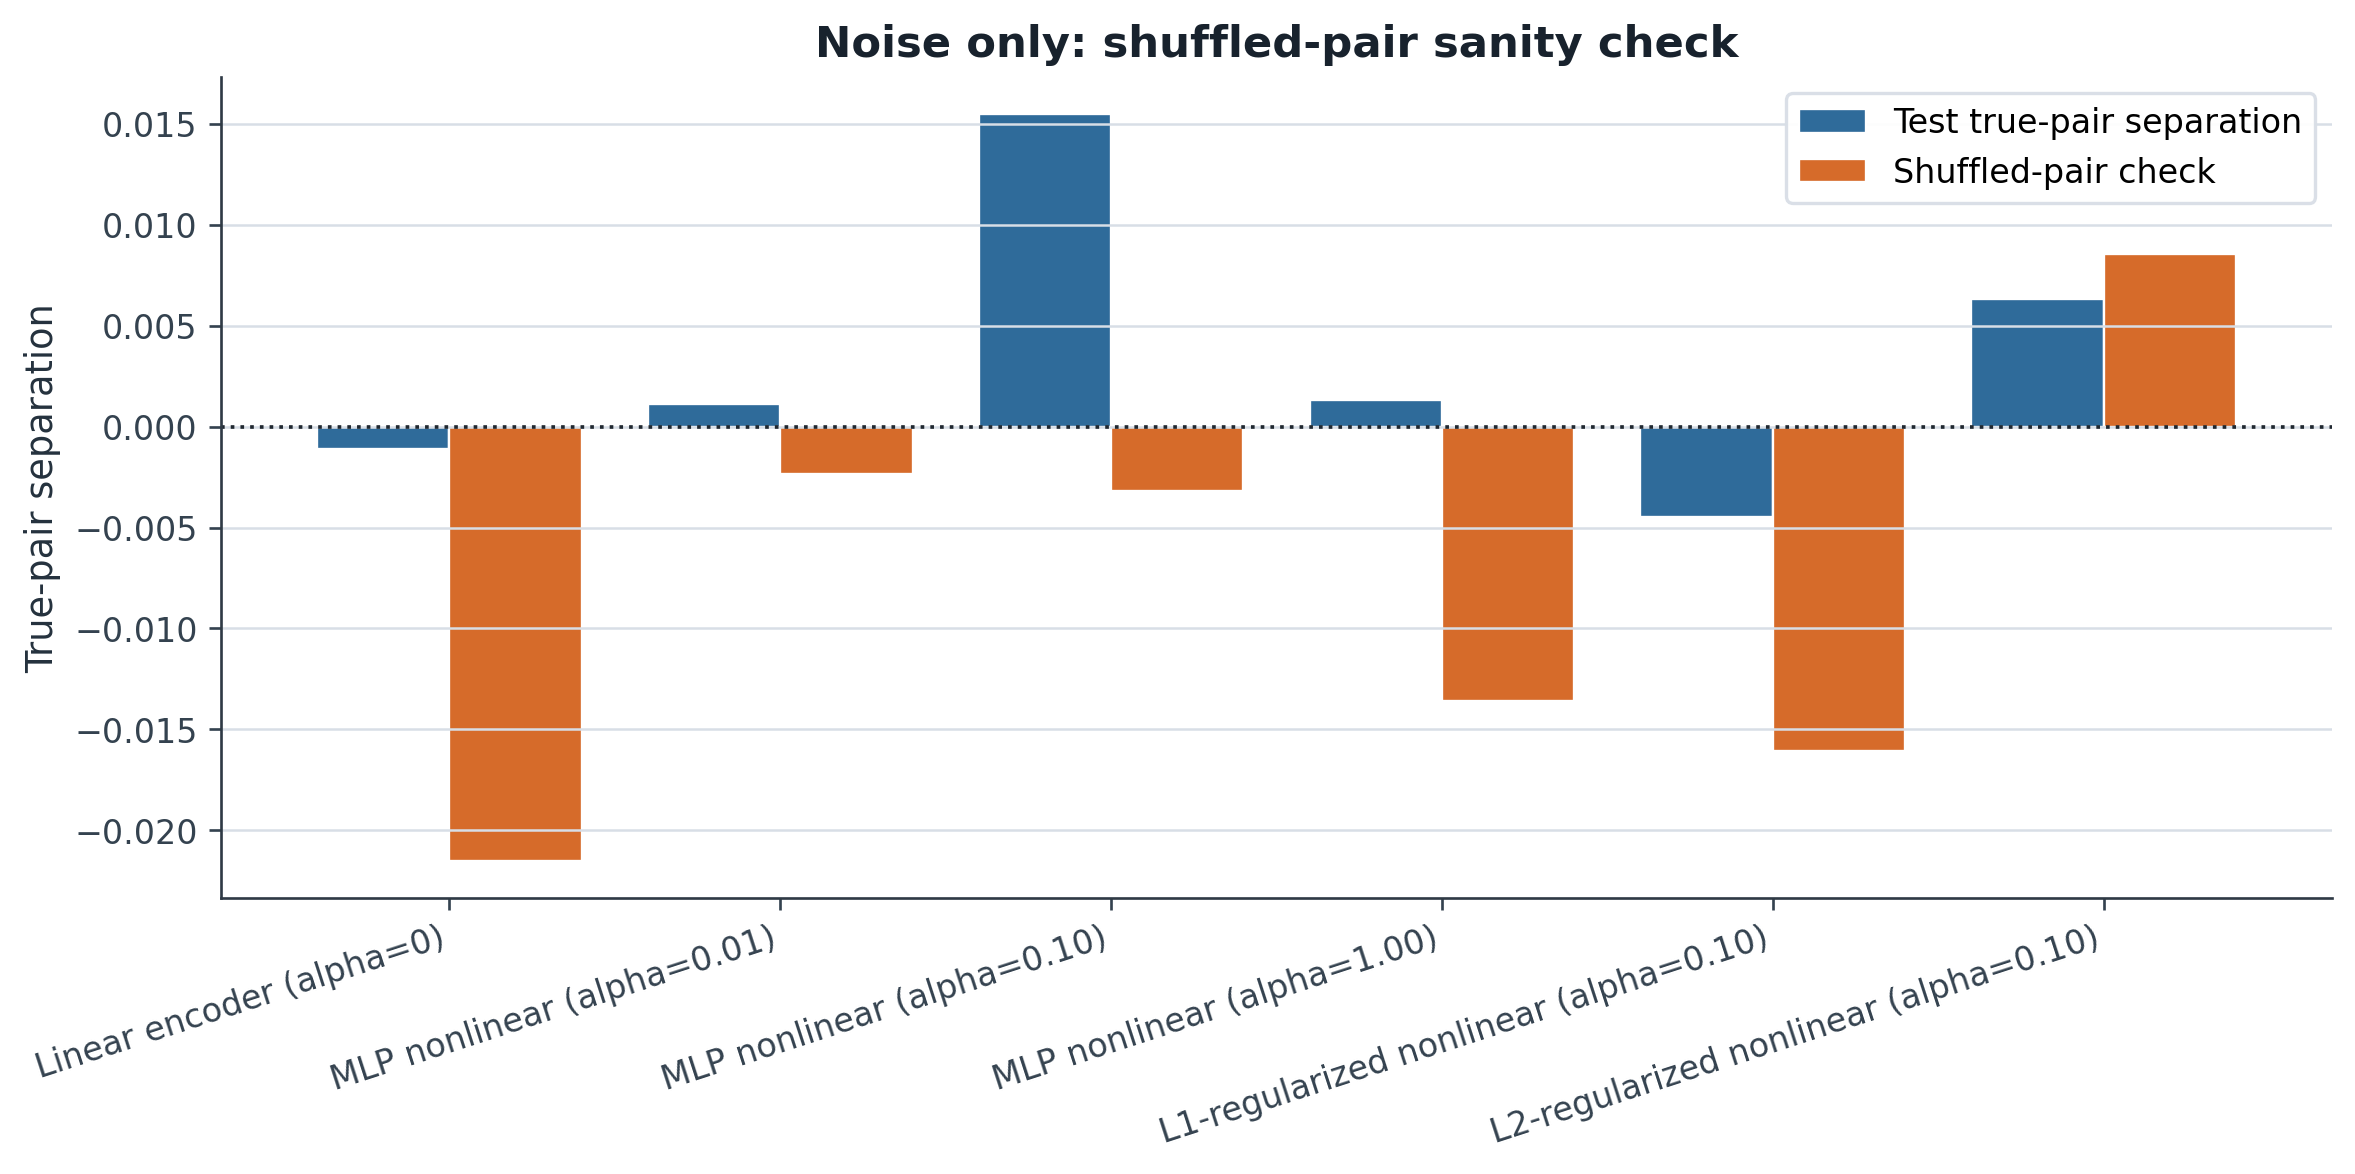 Noise only: shuffled-pair sanity check
Test true-pair separation
Shuffled-pair check
True-pair separation
0.015
0.010
0.005
0.000
−0.005
−0.010
−0.015
−0.020
Linear encoder (alpha=0)
MLP nonlinear (alpha=0.01)
MLP nonlinear (alpha=0.10)
MLP nonlinear (alpha=1.00)
L1-regularized nonlinear (alpha=0.10)
L2-regularized nonlinear (alpha=0.10)